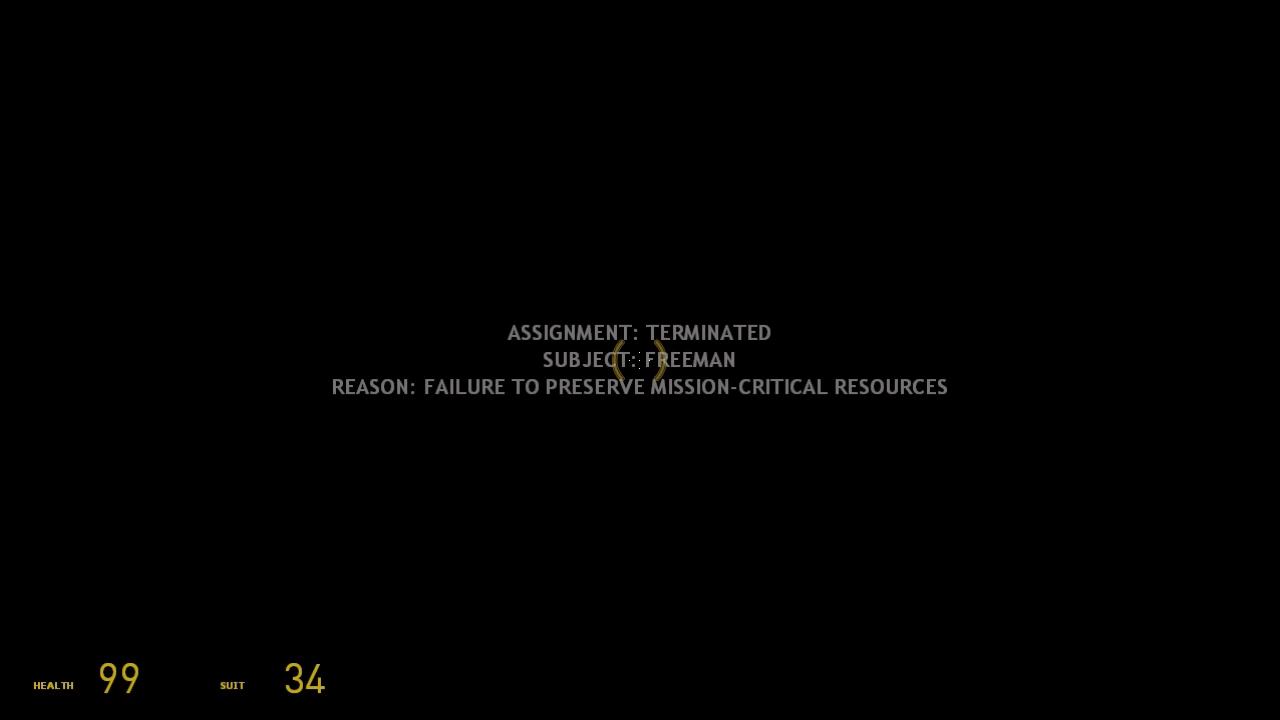 ASSIGNMENT: TERMINATED
SUBJECT: FREEMAN
REASON: FAILURE TO PRESERVE MISSION-CRITICAL RESOURCES
HEALTH 99 SUIT 34